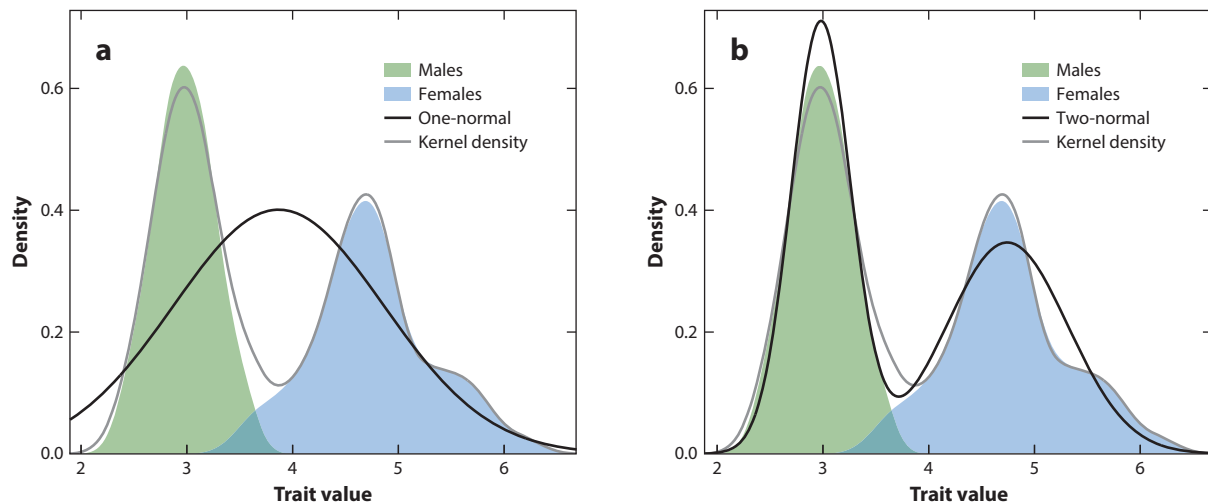 a
Males
Females
One-normal
Kernel density
Density
0.6
0.4
0.2
0.0
2 3 4 5 6
Trait value
b
Males
Females
Two-normal
Kernel density
Density
0.6
0.4
0.2
0.0
2 3 4 5 6
Trait value